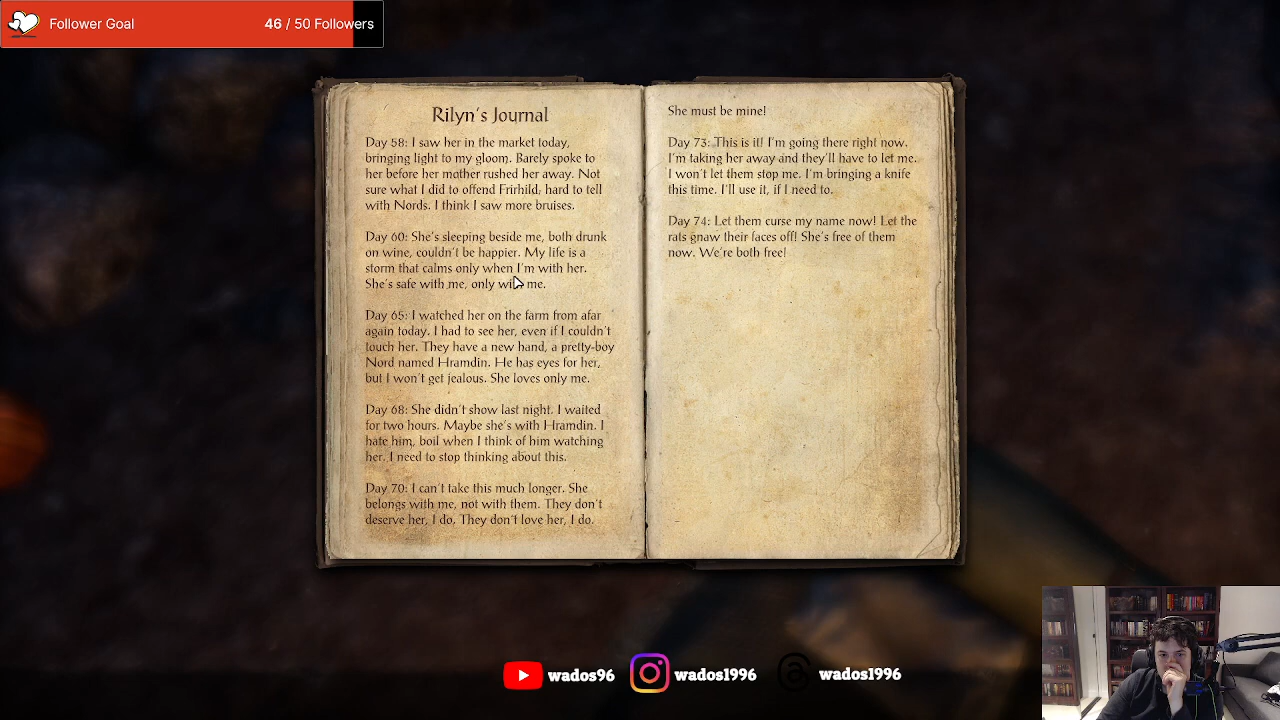 Follower Goal
46 / 50 Followers
Rilyn's Journal
Day 58: I saw her in the market today,
bringing light to my gloom. Barely spoke to
her before her mother rushed her away. Not
sure what I did to offend Frirhild, hard to tell
with Nords. I think I saw more bruises.
Day 60: She's sleeping beside me, both drunk
on wine, couldn't be happier. My life is a
storm that calms only when I'm with her.
She's safe with me, only with me.
Day 65: I watched her on the farm from afar
again today. I had to see her, even if I couldn't
touch her. They have a new hand, a pretty-boy
Nord named Hramdin. He has eyes for her,
but I won't get jealous. She loves only me.
Day 68: She didn't show last night. I waited
for two hours. Maybe she's with Hramdin. I
hate him, boil when I think of him watching
her. I need to stop thinking about this.
Day 70: I can't take this much longer. She
belongs with me, not with them. They don't
deserve her, I do. They don't love her, I do.
She must be mine!
Day 73: This is it! I'm going there right now.
I'm taking her away and they'll have to let me.
I won't let them stop me. I'm bringing a knife
this time. I'll use it, if I need to.
Day 74: Let them curse my name now! Let the
rats gnaw their faces off! She's free of them
now. We're both free!
wados96
wados1996
wados1996